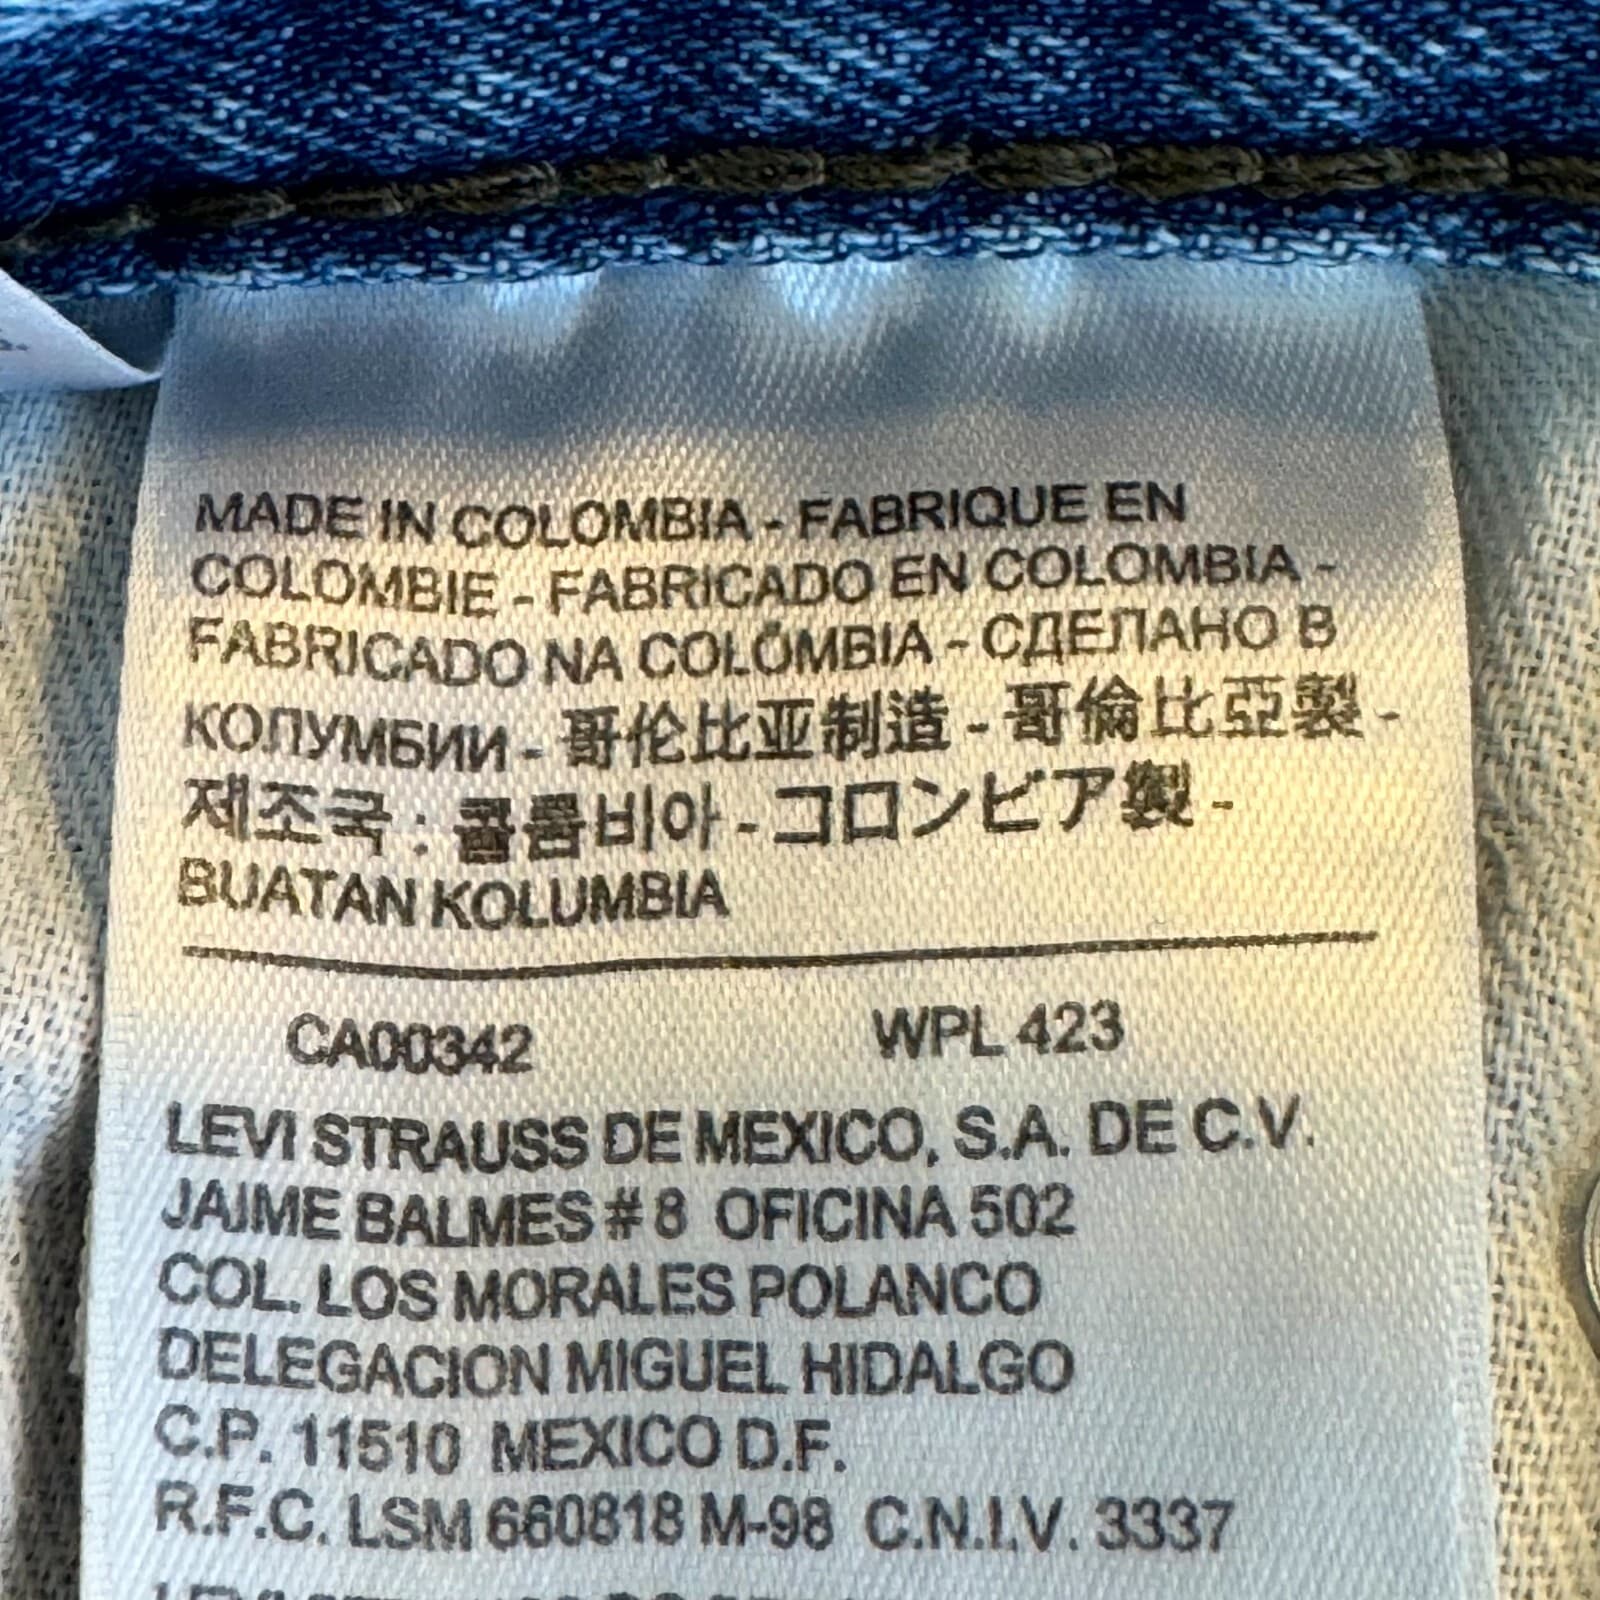 MADE IN COLOMBIA - FABRIQUE EN
COLOMBIE - FABRICADO EN COLOMBIA -
FABRICADO NA COLÔMBIA - СДЕЛАНО В
КОЛУМБИИ - 哥伦比亚制造 - 哥倫比亞製 -
제조국 : 콜롬비아 - コロンビア製 -
BUATAN KOLUMBIA
CA00342 WPL 423
LEVI STRAUSS DE MEXICO, S.A. DE C.V.
JAIME BALMES # 8 OFICINA 502
COL. LOS MORALES POLANCO
DELEGACION MIGUEL HIDALGO
C.P. 11510 MEXICO D.F.
R.F.C. LSM 660818 M-98 C.N.I.V. 3337